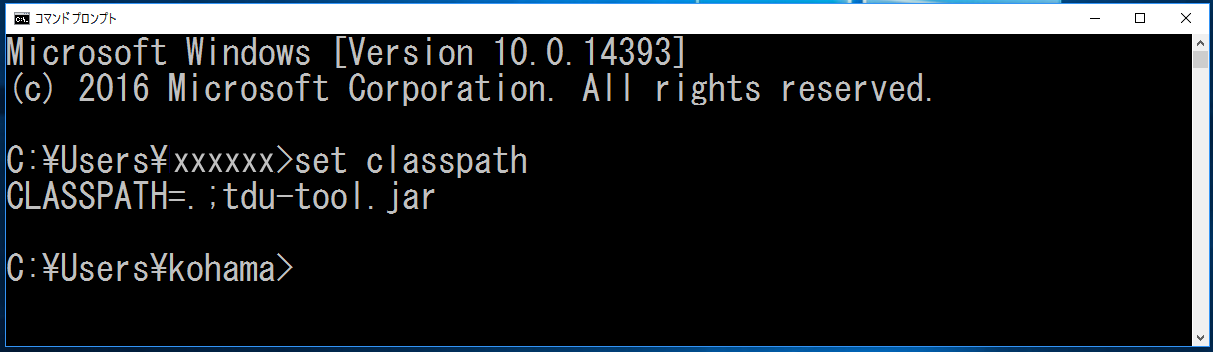 コマンドプロンプト
Microsoft Windows [Version 10.0.14393]
(c) 2016 Microsoft Corporation. All rights reserved.
C:¥Users¥xxxxxx>set classpath
CLASSPATH=.;tdu-tool.jar
C:¥Users¥kohama>